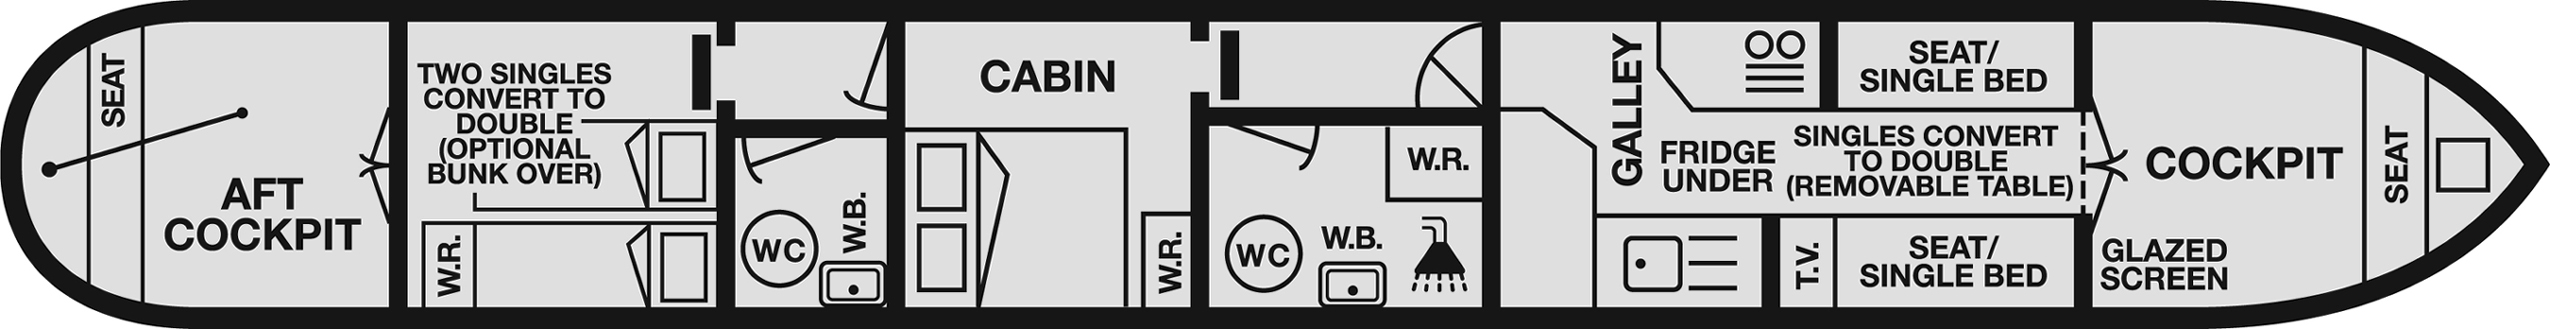 SEAT
AFT
COCKPIT
TWO SINGLES
CONVERT TO
DOUBLE
(OPTIONAL
BUNK OVER)
W.R.
WC
W.B.
CABIN
W.R.
WC
W.B.
W.R.
GALLEY
FRIDGE
UNDER
SEAT/
SINGLE BED
SINGLES CONVERT
TO DOUBLE
(REMOVABLE TABLE)
T.V.
SEAT/
SINGLE BED
COCKPIT
GLAZED
SCREEN
SEAT